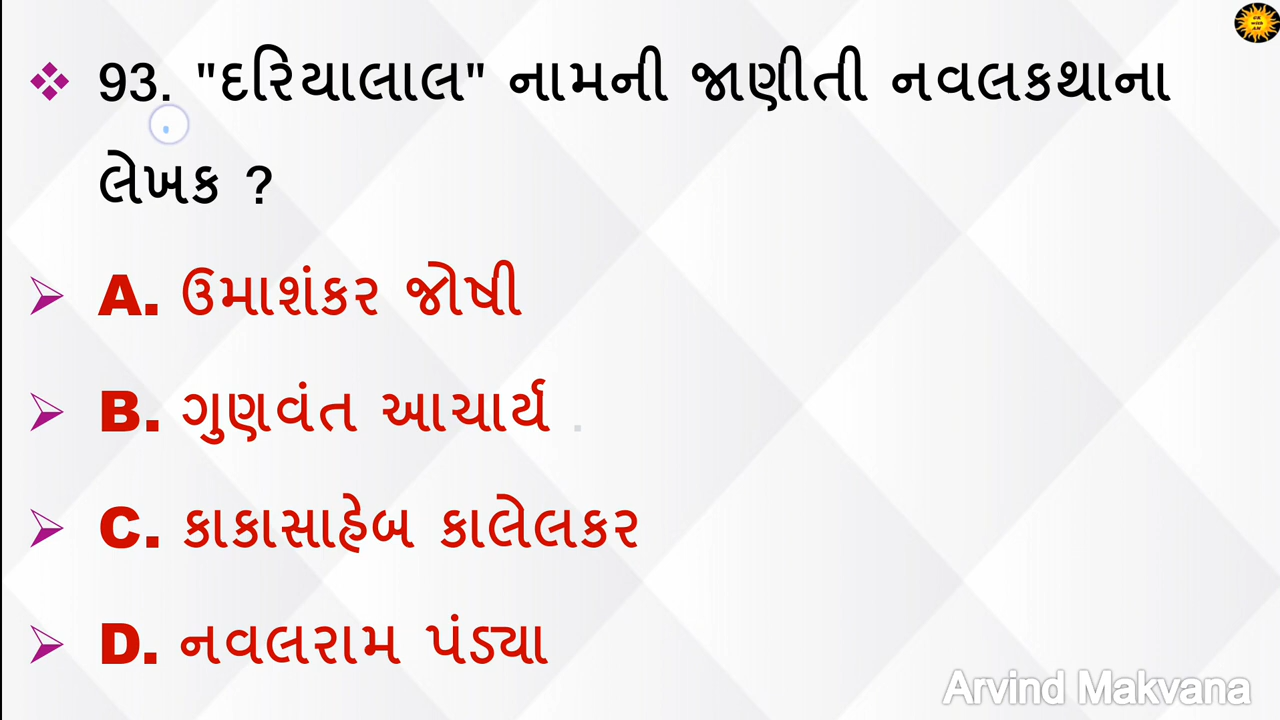 93. "દરિયાલાલ" નામની જાણીતી નવલકથાના
લેખક ?
A. ઉમાશંકર જોષી
B. ગુણવંત આચાર્ય .
C. કાકાસાહેબ કાલેલકર
D. નવલરામ પંડ્યા
Arvind Makvana